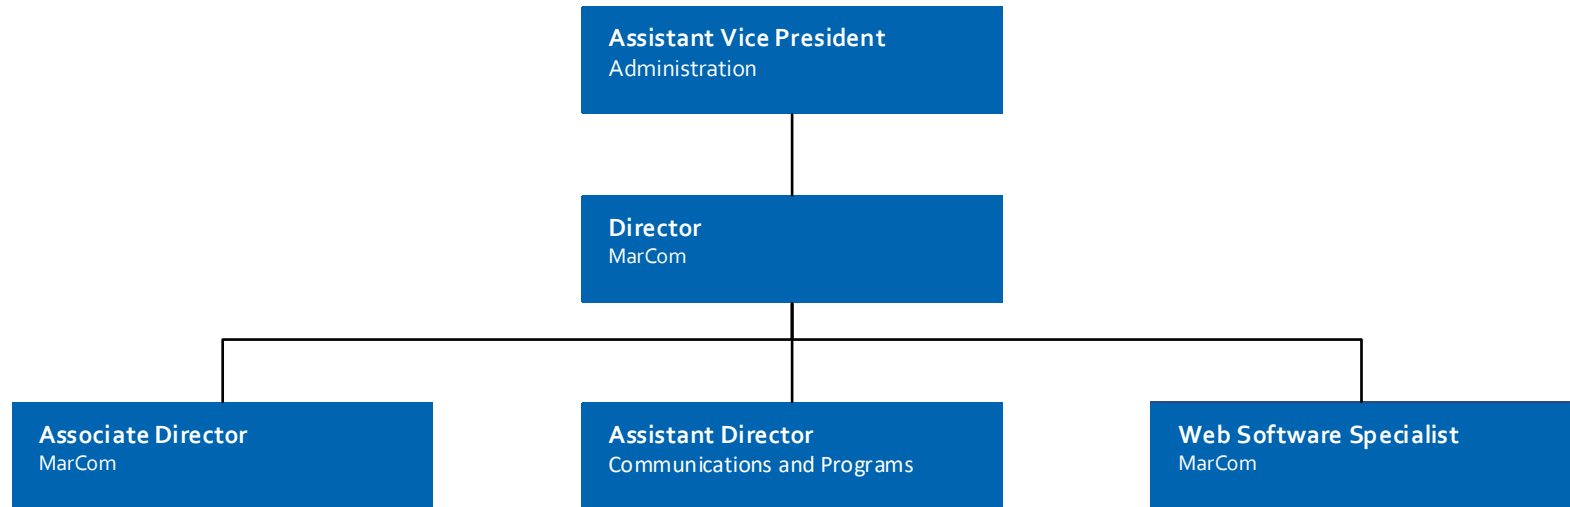 Assistant Vice President
Administration
Director
MarCom
Associate Director
MarCom
Assistant Director
Communications and Programs
Web Software Specialist
MarCom